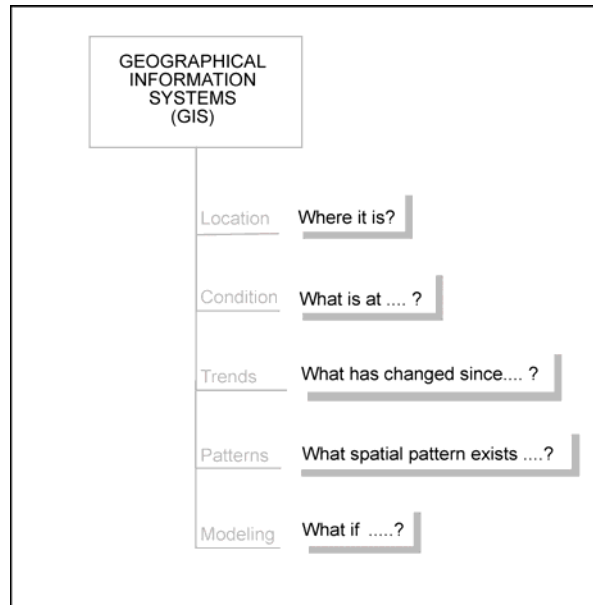 GEOGRAPHICAL
INFORMATION
SYSTEMS
(GIS)
Location Where it is?
Condition What is at .... ?
Trends What has changed since.... ?
Patterns What spatial pattern exists ....?
Modeling What if .....?